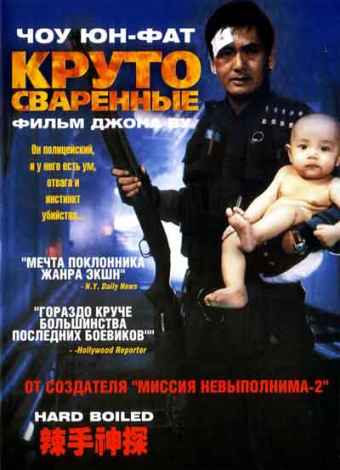 ЧОУ ЮН-ФАТ
КРУТО
СВАРЕННЫЕ
ФИЛЬМ ДЖОНА ВУ
Он полицейский,
и у него есть ум,
отвага и
инстинкт
убийства...
"МЕЧТА ПОКЛОННИКА
ЖАНРА ЭКШН"
- N.Y. Daily News
"ГОРАЗДО КРУЧЕ
БОЛЬШИНСТВА
ПОСЛЕДНИХ БОЕВИКОВ""
- -Hollywood Reporter
ОТ СОЗДАТЕЛЯ "МИССИЯ НЕВЫПОЛНИМА-2"
HARD BOILED
辣手神探